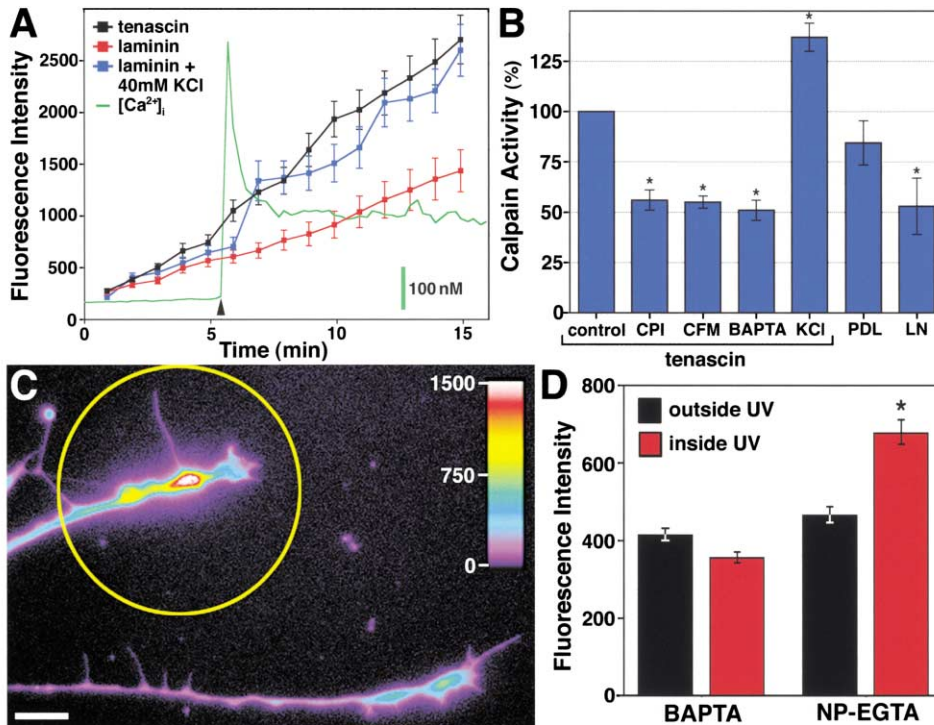 A
tenascin
laminin
laminin +
40mM KCl
[Ca²⁺]i
Fluorescence Intensity
2500
2000
1500
1000
500
0
100 nM
0
5
10
15
Time (min)
B
Calpain Activity (%)
125
100
75
50
25
0
*
*
*
*
*
control
CPI
CFM
BAPTA
KCl
PDL
LN
tenascin
C
1500
750
0
D
Fluorescence Intensity
800
600
400
200
0
outside UV
inside UV
*
BAPTA
NP-EGTA